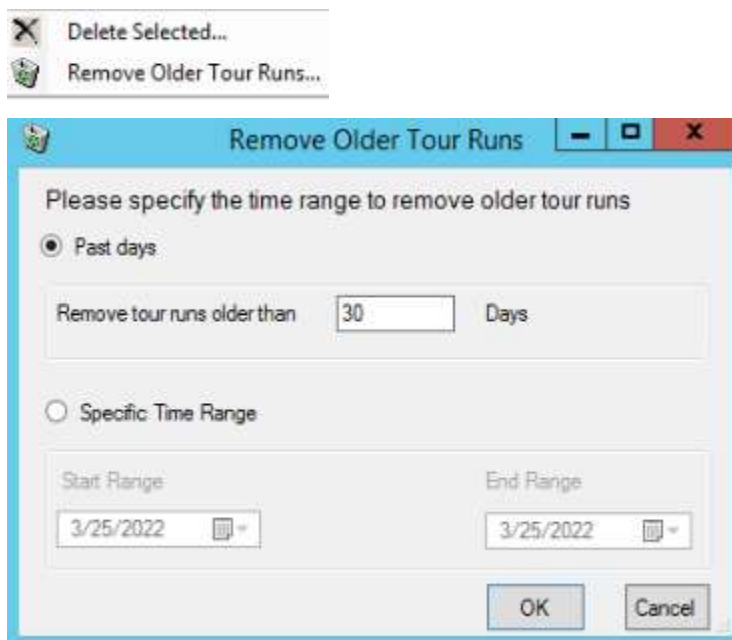 Delete Selected...
Remove Older Tour Runs...
Remove Older Tour Runs
Please specify the time range to remove older tour runs
Past days
Remove tour runs older than 30 Days
Specific Time Range
Start Range End Range
3/25/2022 3/25/2022
OK Cancel